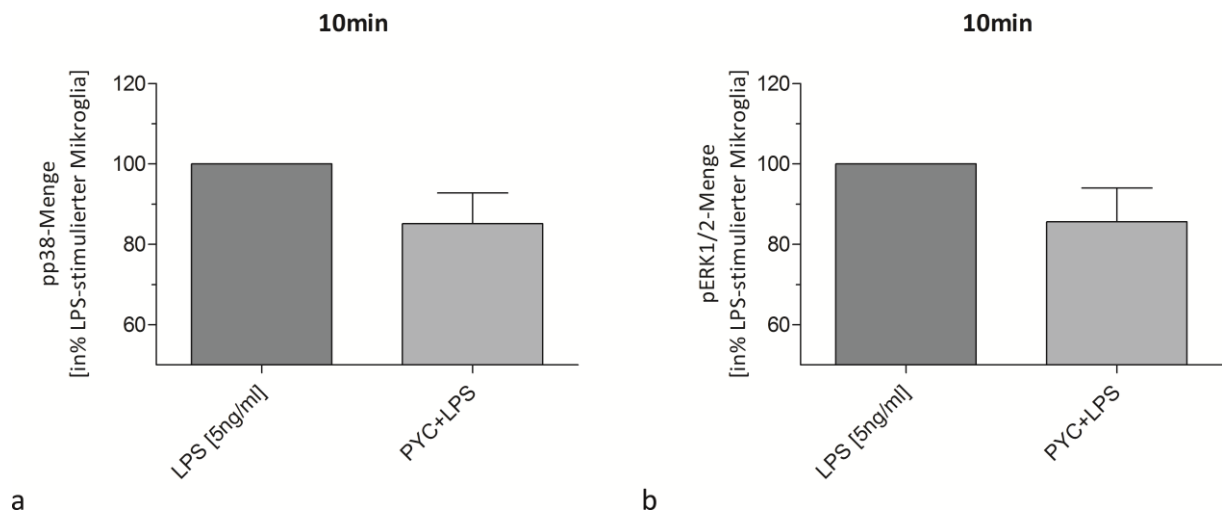 10min
pp38-Menge
[in% LPS-stimulierter Mikroglia]
120
100
80
60
LPS [5ng/ml]
PYC+LPS
a
10min
pERK1/2-Menge
[in% LPS-stimulierter Mikroglia]
120
100
80
60
LPS [5ng/ml]
PYC+LPS
b